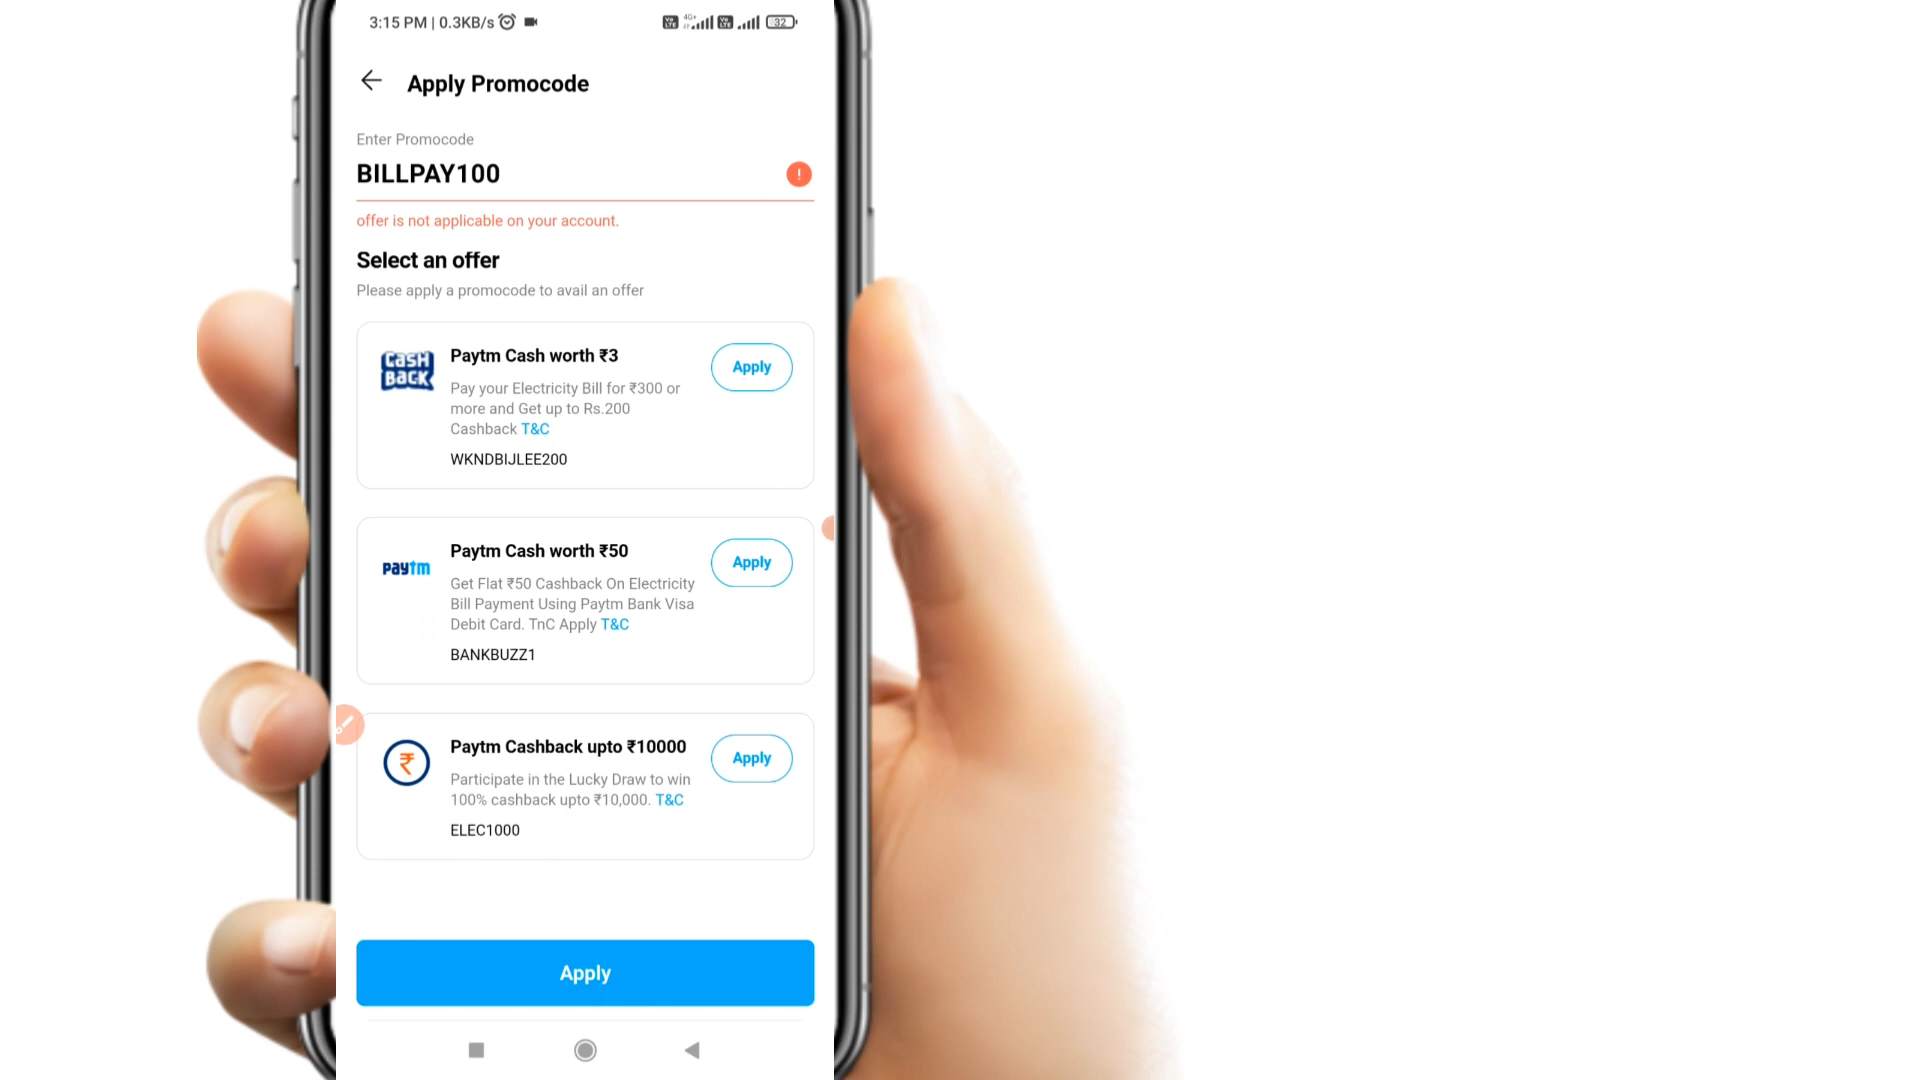 3:15 PM | 0.3KB/s
32
Apply Promocode
Enter Promocode
BILLPAY100
!
offer is not applicable on your account.
Select an offer
Please apply a promocode to avail an offer
CASH
BACK
Paytm Cash worth ₹3
Apply
Pay your Electricity Bill for ₹300 or
more and Get up to Rs.200
Cashback T&C
WKNDBIJLEE200
paytm
Paytm Cash worth ₹50
Apply
Get Flat ₹50 Cashback On Electricity
Bill Payment Using Paytm Bank Visa
Debit Card. TnC Apply T&C
BANKBUZZ1
₹
Paytm Cashback upto ₹10000
Apply
Participate in the Lucky Draw to win
100% cashback upto ₹10,000. T&C
ELEC1000
Apply